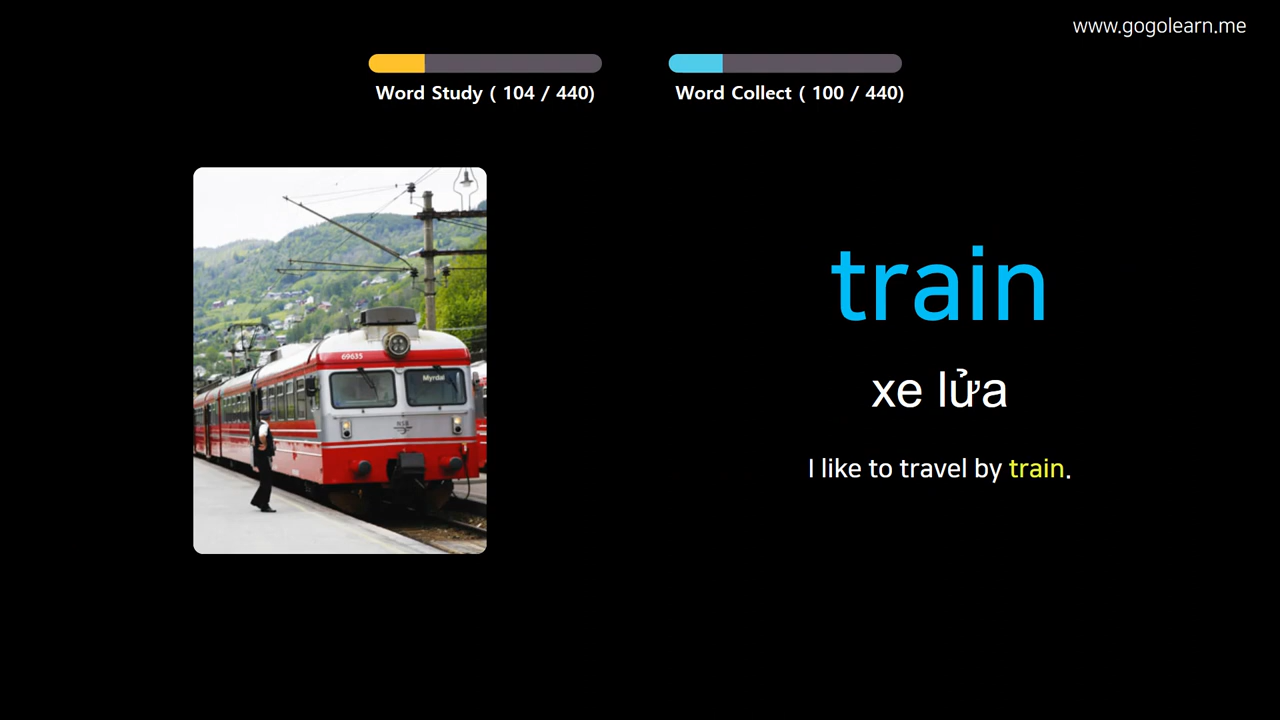 www.gogolearn.me
Word Study ( 104 / 440)
Word Collect ( 100 / 440)
69635
Myrdal
NSB
train
xe lửa
I like to travel by train.